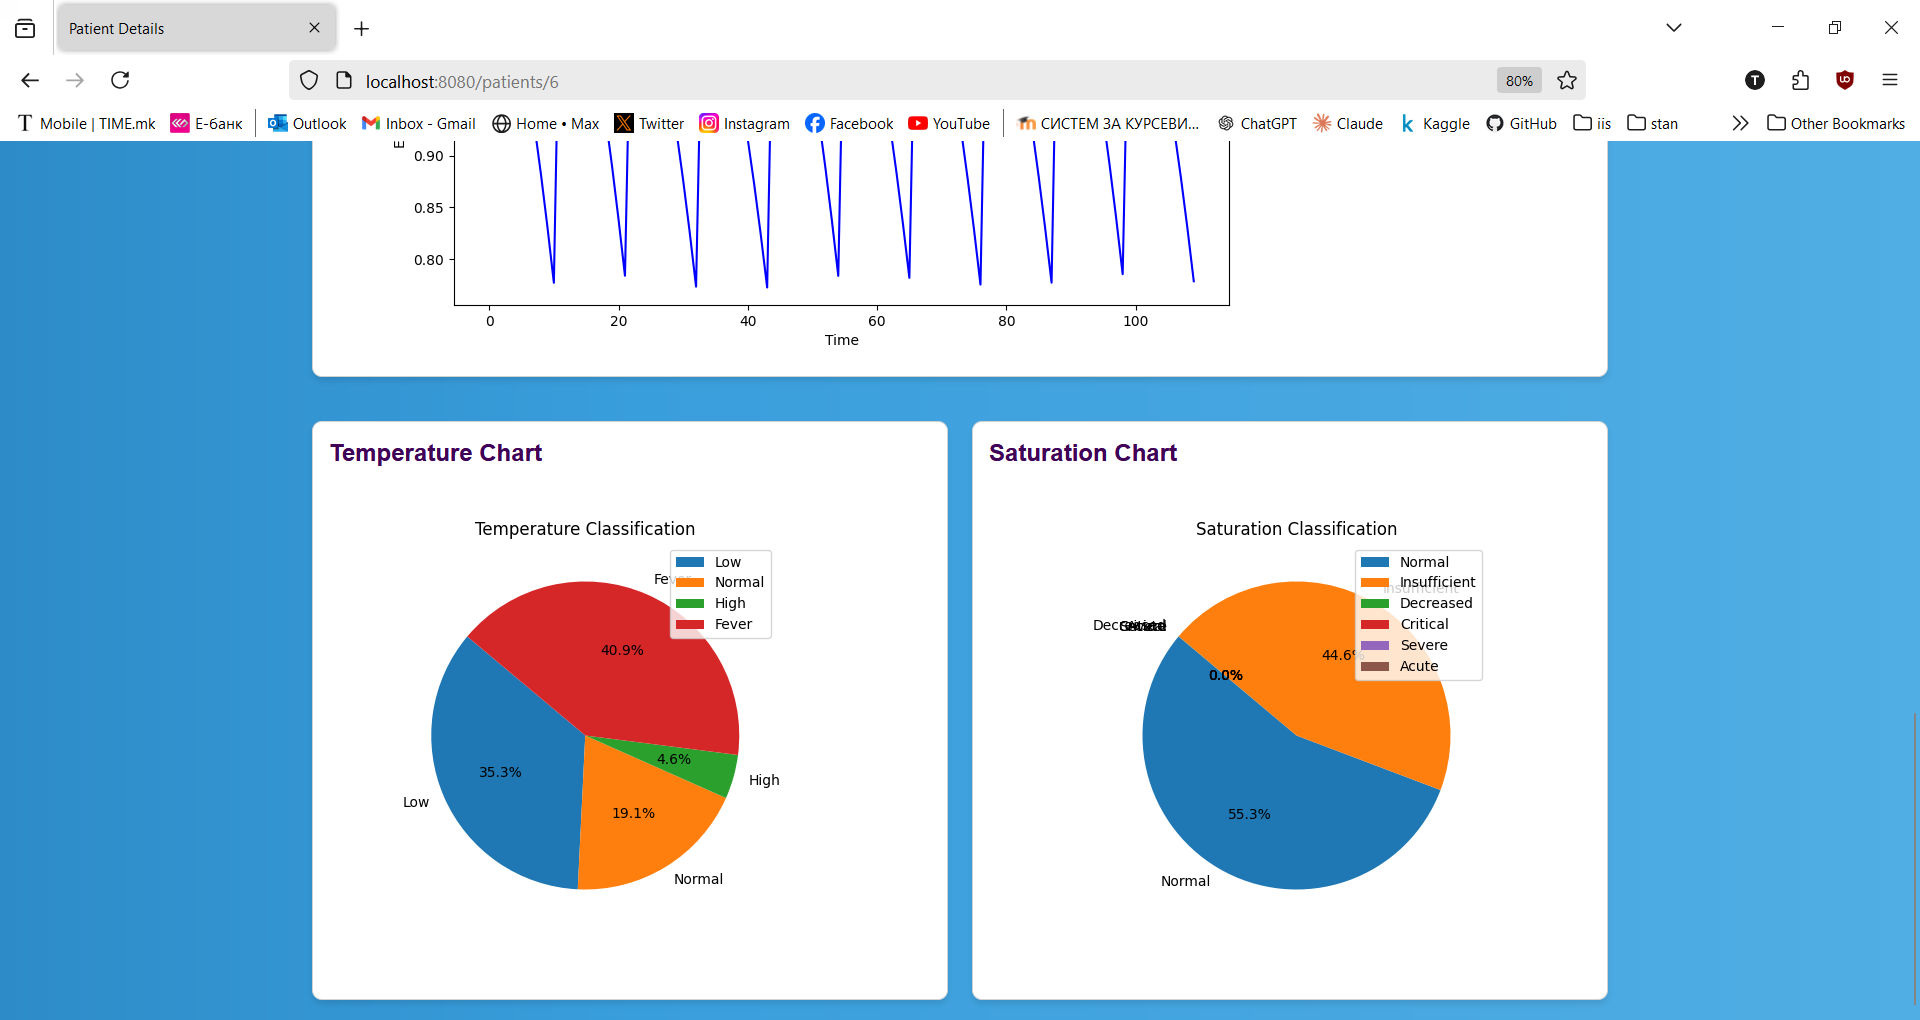 Patient Details
localhost:8080/patients/6
80%
T
Mobile | TIME.mk
Е-банк
Outlook
Inbox - Gmail
Home • Max
Twitter
Instagram
Facebook
YouTube
СИСТЕМ ЗА КУРСЕВИ...
ChatGPT
Claude
Kaggle
GitHub
iis
stan
Other Bookmarks
0.90
0.85
0.80
0 20 40 60 80 100
Time
Temperature Chart
Temperature Classification
Low
Normal
High
Fever
Fever
40.9%
4.6%
High
35.3%
Low
19.1%
Normal
Saturation Chart
Saturation Classification
Normal
Insufficient
Decreased
Critical
Severe
Acute
Insufficient
44.6%
0.0%
55.3%
Normal